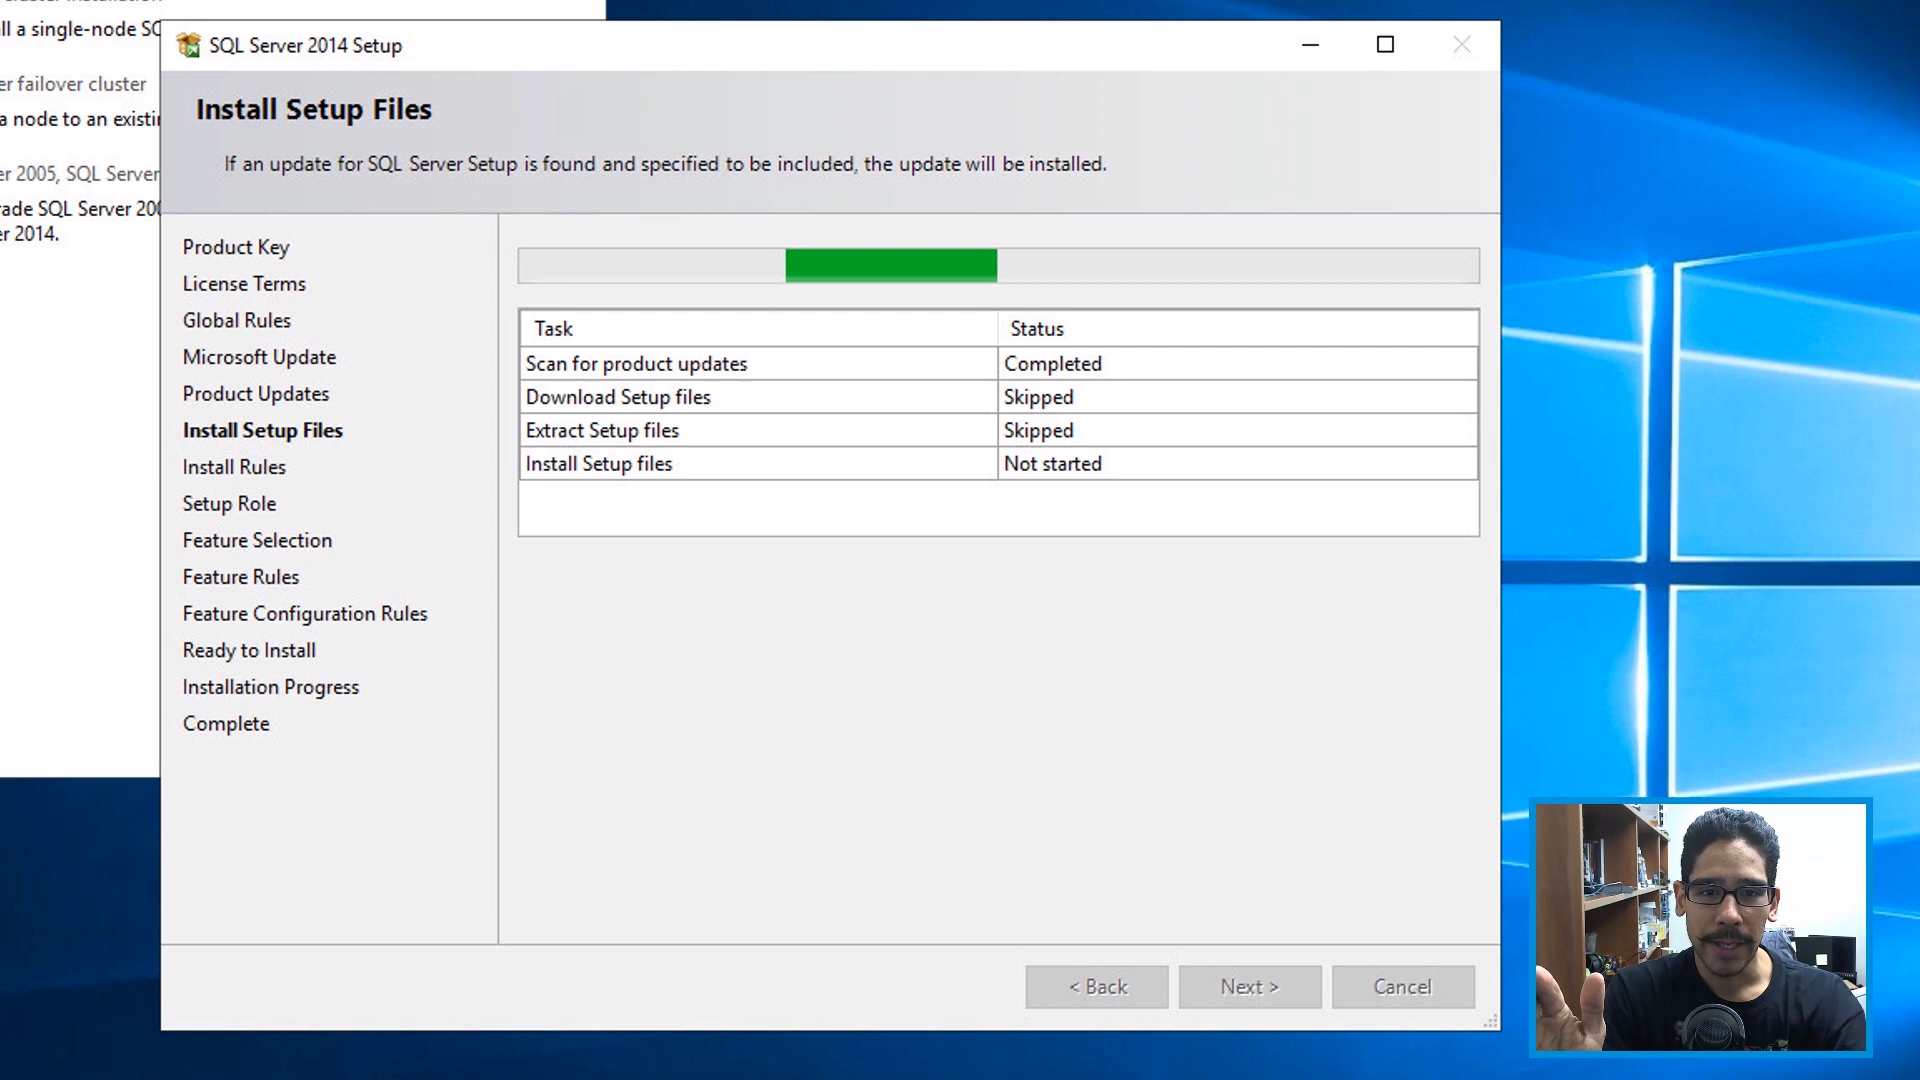 ll a single-node SQ
er failover cluster
a node to an existin
er 2005, SQL Server
rade SQL Server 200
er 2014.
SQL Server 2014 Setup
Install Setup Files
If an update for SQL Server Setup is found and specified to be included, the update will be installed.
Product Key
License Terms
Global Rules
Microsoft Update
Product Updates
Install Setup Files
Install Rules
Setup Role
Feature Selection
Feature Rules
Feature Configuration Rules
Ready to Install
Installation Progress
Complete
Task Status
Scan for product updates Completed
Download Setup files Skipped
Extract Setup files Skipped
Install Setup files Not started
< Back Next > Cancel